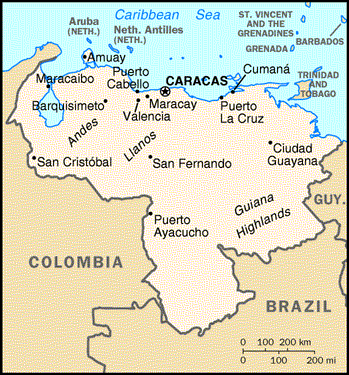 Caribbean Sea
ST. VINCENT
AND THE
GRENADINES
Aruba
(NETH.)
Neth. Antilles
(NETH.)
GRENADA
BARBADOS
Amuay
Puerto
Cabello
CARACAS
Cumaná
TRINIDAD
AND
TOBAGO
Maracaibo
Barquisimeto
Maracay
Valencia
Puerto
La Cruz
Andes
Llanos
Ciudad
Guayana
San Cristóbal
San Fernando
Guiana
Highlands
GUY.
Puerto
Ayacucho
COLOMBIA
BRAZIL
0 100 200 km
0 100 200 mi